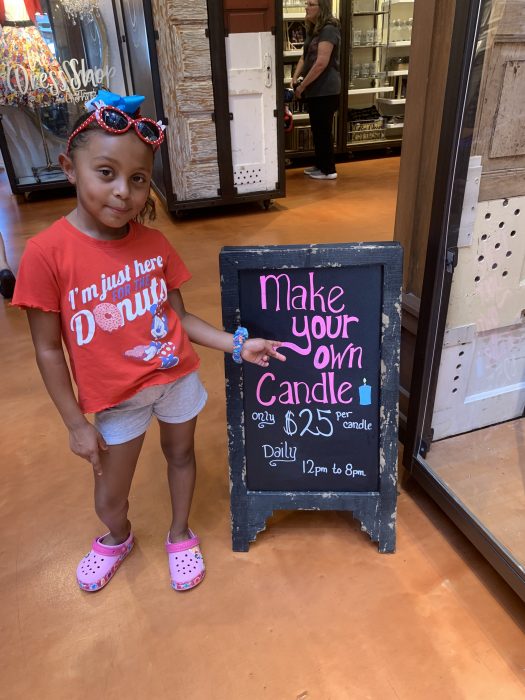 The Dress Shop
I'm just here
FOR THE
Donuts
Make
your
own
Candle
only $25 per candle
Daily
12pm to 8pm